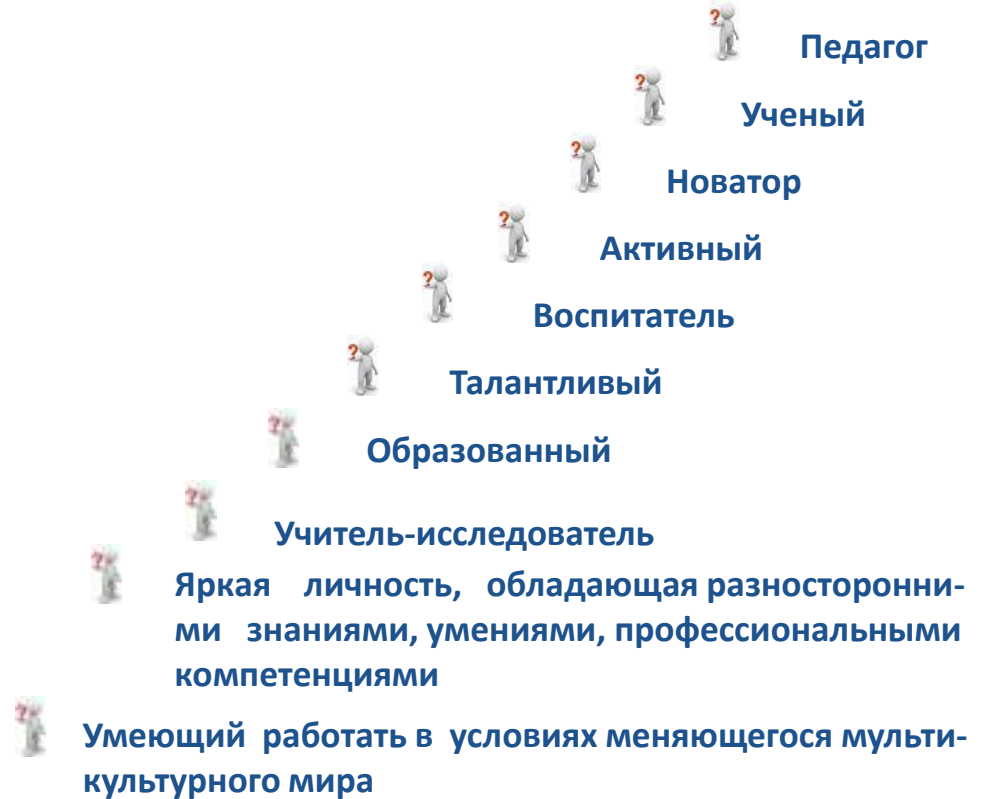 Педагог
Ученый
Новатор
Активный
Воспитатель
Талантливый
Образованный
Учитель-исследователь
Яркая личность, обладающая разносторонни-
ми знаниями, умениями, профессиональными
компетенциями
Умеющий работать в условиях меняющегося мульти-
культурного мира